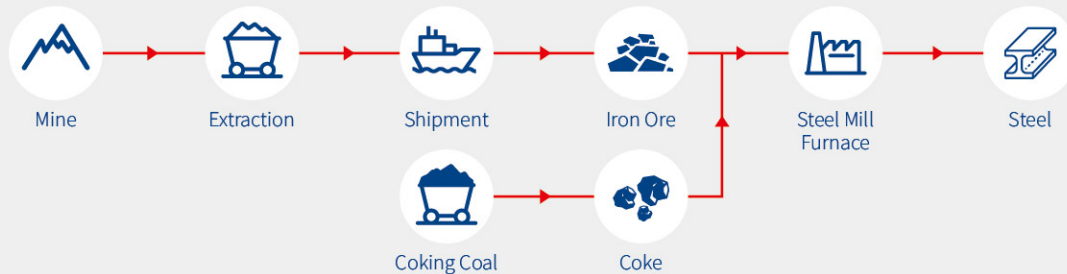 Mine
Extraction
Shipment
Iron Ore
Steel Mill
Furnace
Steel
Coking Coal
Coke